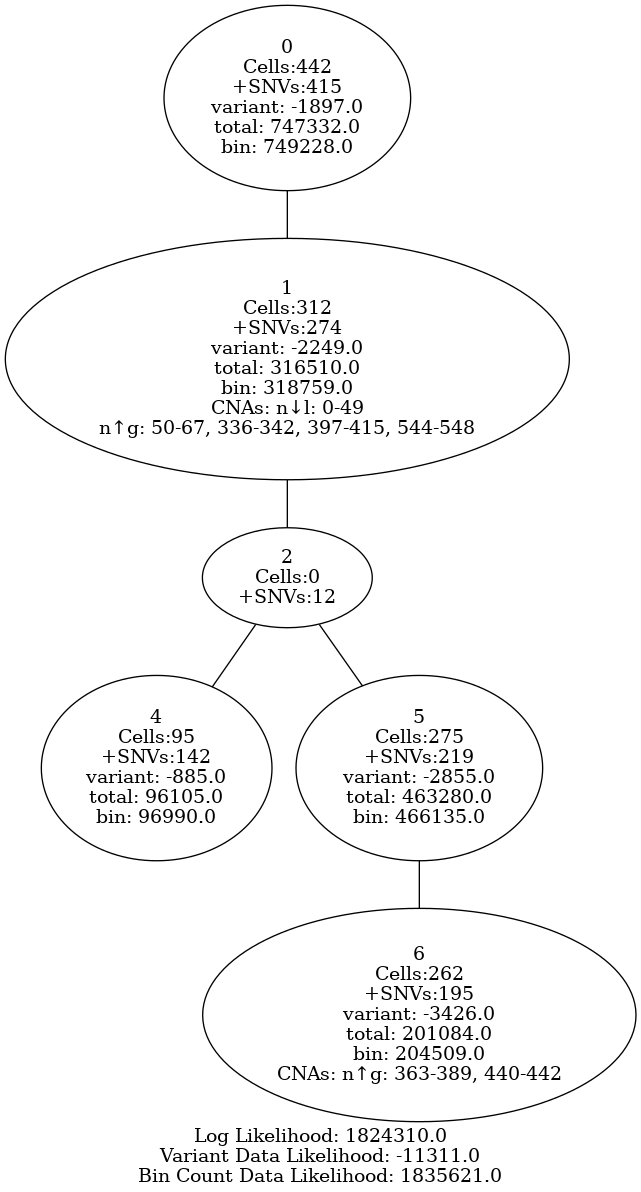 0
Cells:442
+SNVs:415
variant: -1897.0
total: 747332.0
bin: 749228.0
1
Cells:312
+SNVs:274
variant: -2249.0
total: 316510.0
bin: 318759.0
CNAs: n↓l: 0-49
n↑g: 50-67, 336-342, 397-415, 544-548
2
Cells:0
+SNVs:12
4
Cells:95
+SNVs:142
variant: -885.0
total: 96105.0
bin: 96990.0
5
Cells:275
+SNVs:219
variant: -2855.0
total: 463280.0
bin: 466135.0
6
Cells:262
+SNVs:195
variant: -3426.0
total: 201084.0
bin: 204509.0
CNAs: n↑g: 363-389, 440-442
Log Likelihood: 1824310.0
Variant Data Likelihood: -11311.0
Bin Count Data Likelihood: 1835621.0